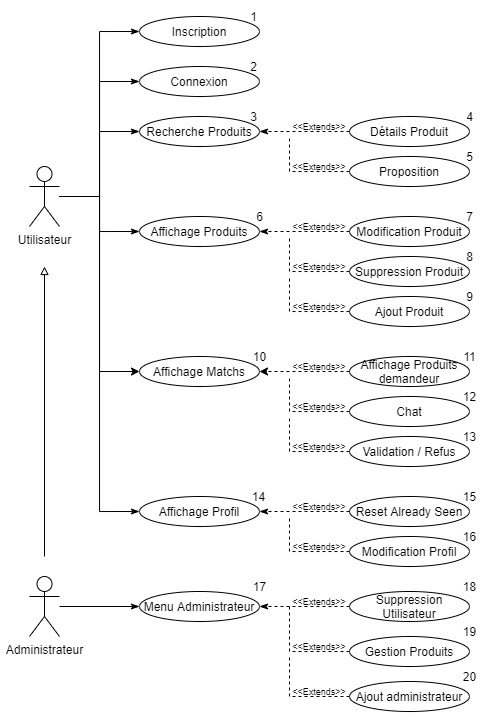 1
Inscription
2
Connexion
3
Recherche Produits
<<Extends>>
4
Détails Produit
<<Extends>>
5
Proposition
Utilisateur
6
Affichage Produits
<<Extends>>
7
Modification Produit
<<Extends>>
8
Suppression Produit
<<Extends>>
9
Ajout Produit
10
Affichage Matchs
<<Extends>>
11
Affichage Produits
demandeur
<<Extends>>
12
Chat
<<Extends>>
13
Validation / Refus
14
Affichage Profil
<<Extends>>
15
Reset Already Seen
<<Extends>>
16
Modification Profil
Administrateur
17
Menu Administrateur
<<Extends>>
18
Suppression
Utilisateur
<<Extends>>
19
Gestion Produits
<<Extends>>
20
Ajout administrateur